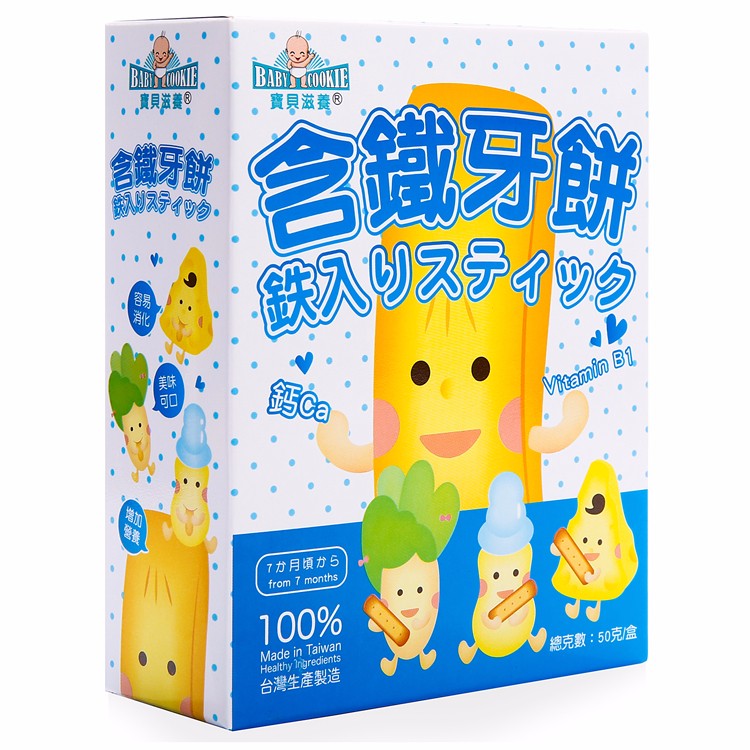 BABY COOKIE
寶貝滋養®
含鐵牙餅
鉄入りスティック
容易
消化
美味
可口
增加
營養
BABY COOKIE
寶貝滋養®
含鐵牙餅
鉄入りスティック
鈣Ca
Vitamin B1
7か月頃から
from 7 months
100%
Made in Taiwan
Healthy Ingredients
台灣生產製造
總克數：50克/盒